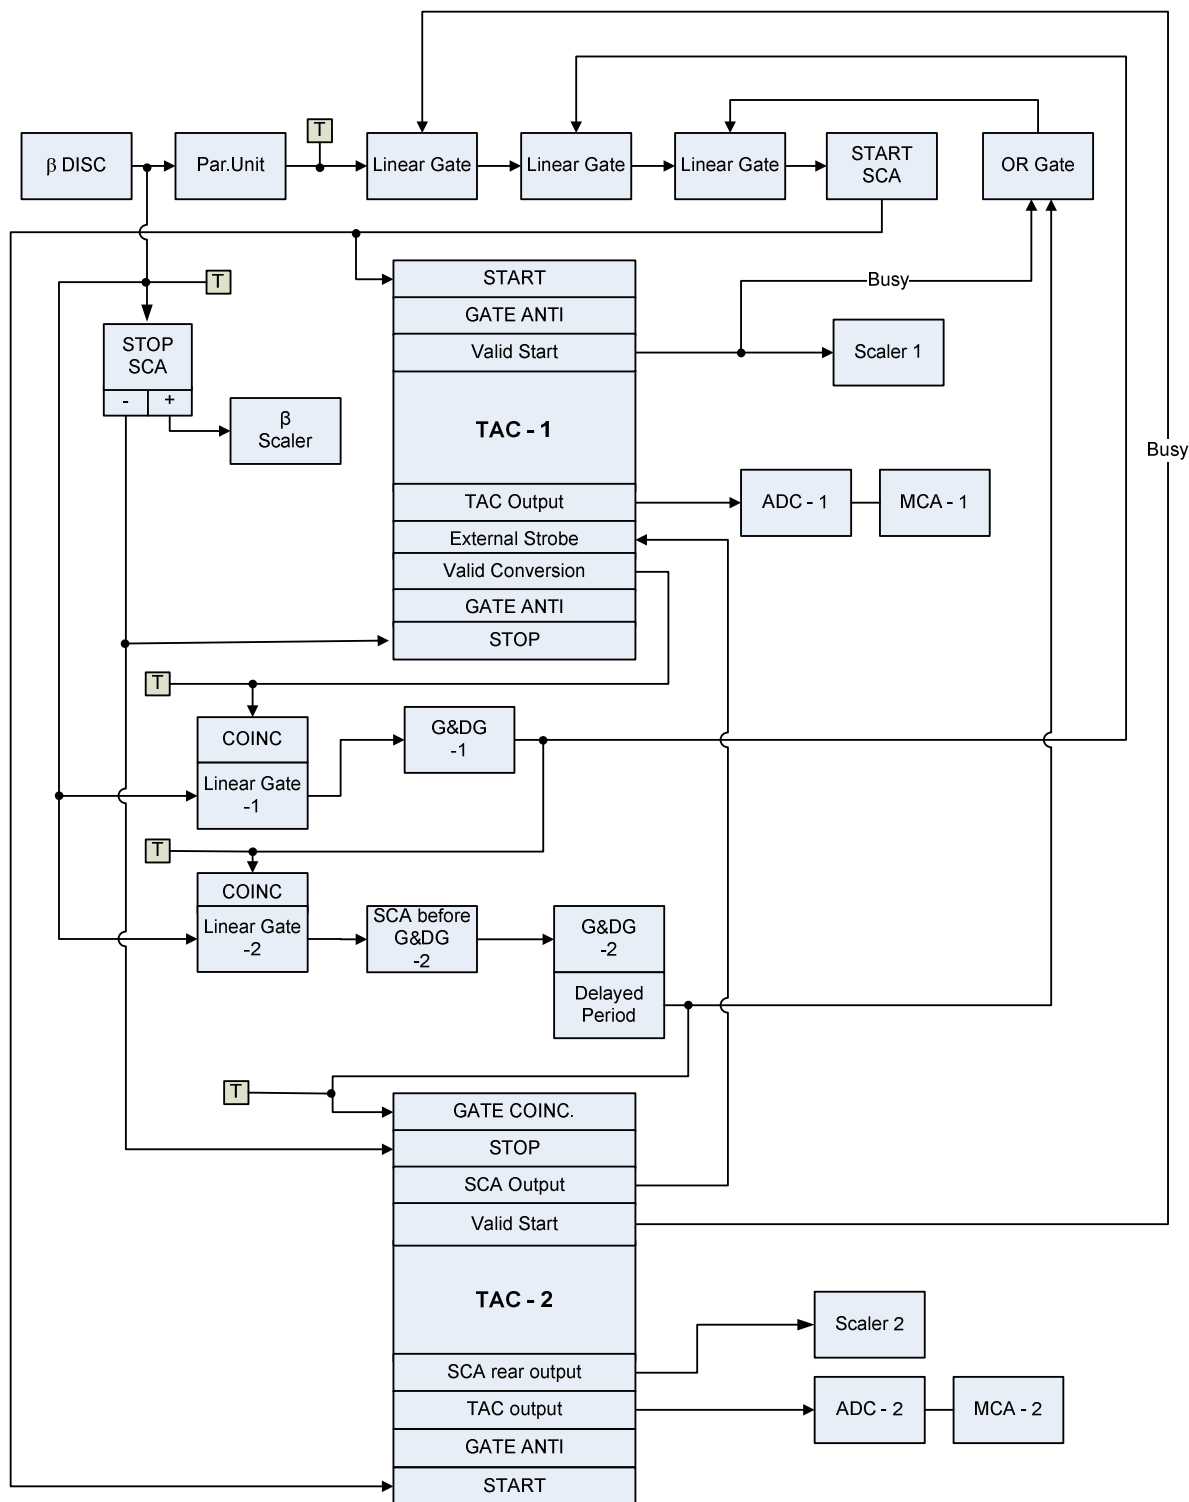 T
β DISC
Par.Unit
Linear Gate
Linear Gate
Linear Gate
START
SCA
OR Gate
T
START
Busy
GATE ANTI
STOP
SCA
Valid Start
Scaler 1
-
+
β
Scaler
TAC - 1
Busy
TAC Output
ADC - 1
MCA - 1
External Strobe
Valid Conversion
GATE ANTI
STOP
T
COINC
Linear Gate
-1
G&DG
-1
T
COINC
Linear Gate
-2
SCA before
G&DG
-2
G&DG
-2
Delayed
Period
T
GATE COINC.
STOP
SCA Output
Valid Start
TAC - 2
Scaler 2
SCA rear output
TAC output
ADC - 2
MCA - 2
GATE ANTI
START